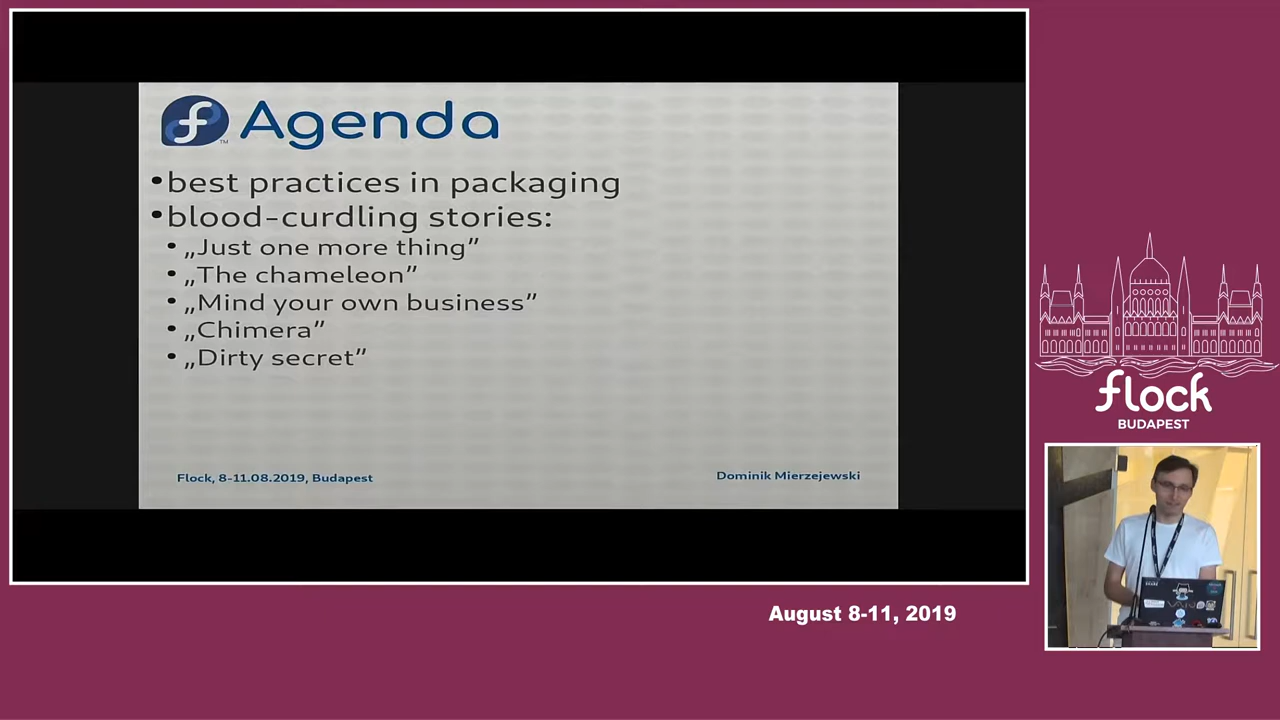 Agenda
•best practices in packaging
•blood-curdling stories:
•„Just one more thing”
•„The chameleon”
•„Mind your own business”
•„Chimera”
•„Dirty secret”
Flock, 8-11.08.2019, Budapest
Dominik Mierzejewski
flock
BUDAPEST
August 8-11, 2019